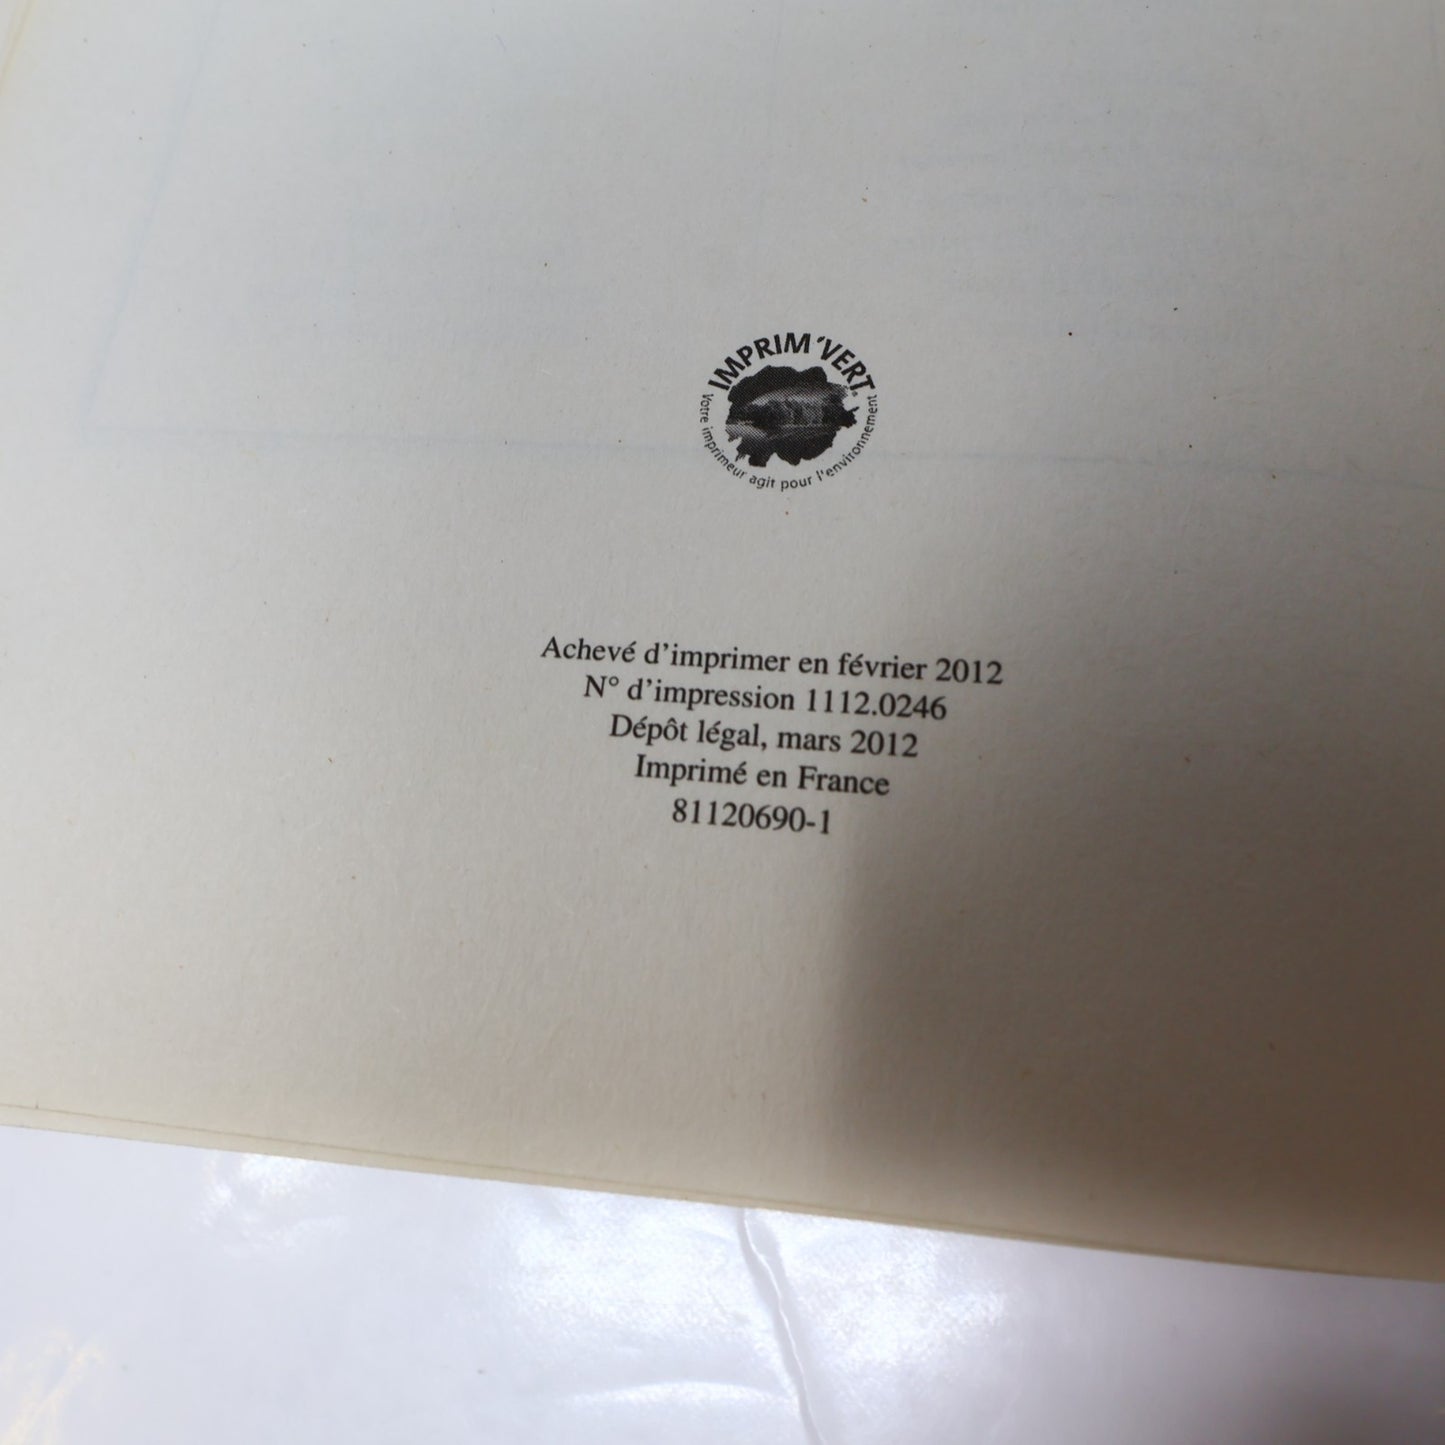 IMPRIM'VERT®
Votre imprimeur agit pour l'environnement
Achevé d'imprimer en février 2012
N° d'impression 1112.0246
Dépôt légal, mars 2012
Imprimé en France
81120690-1